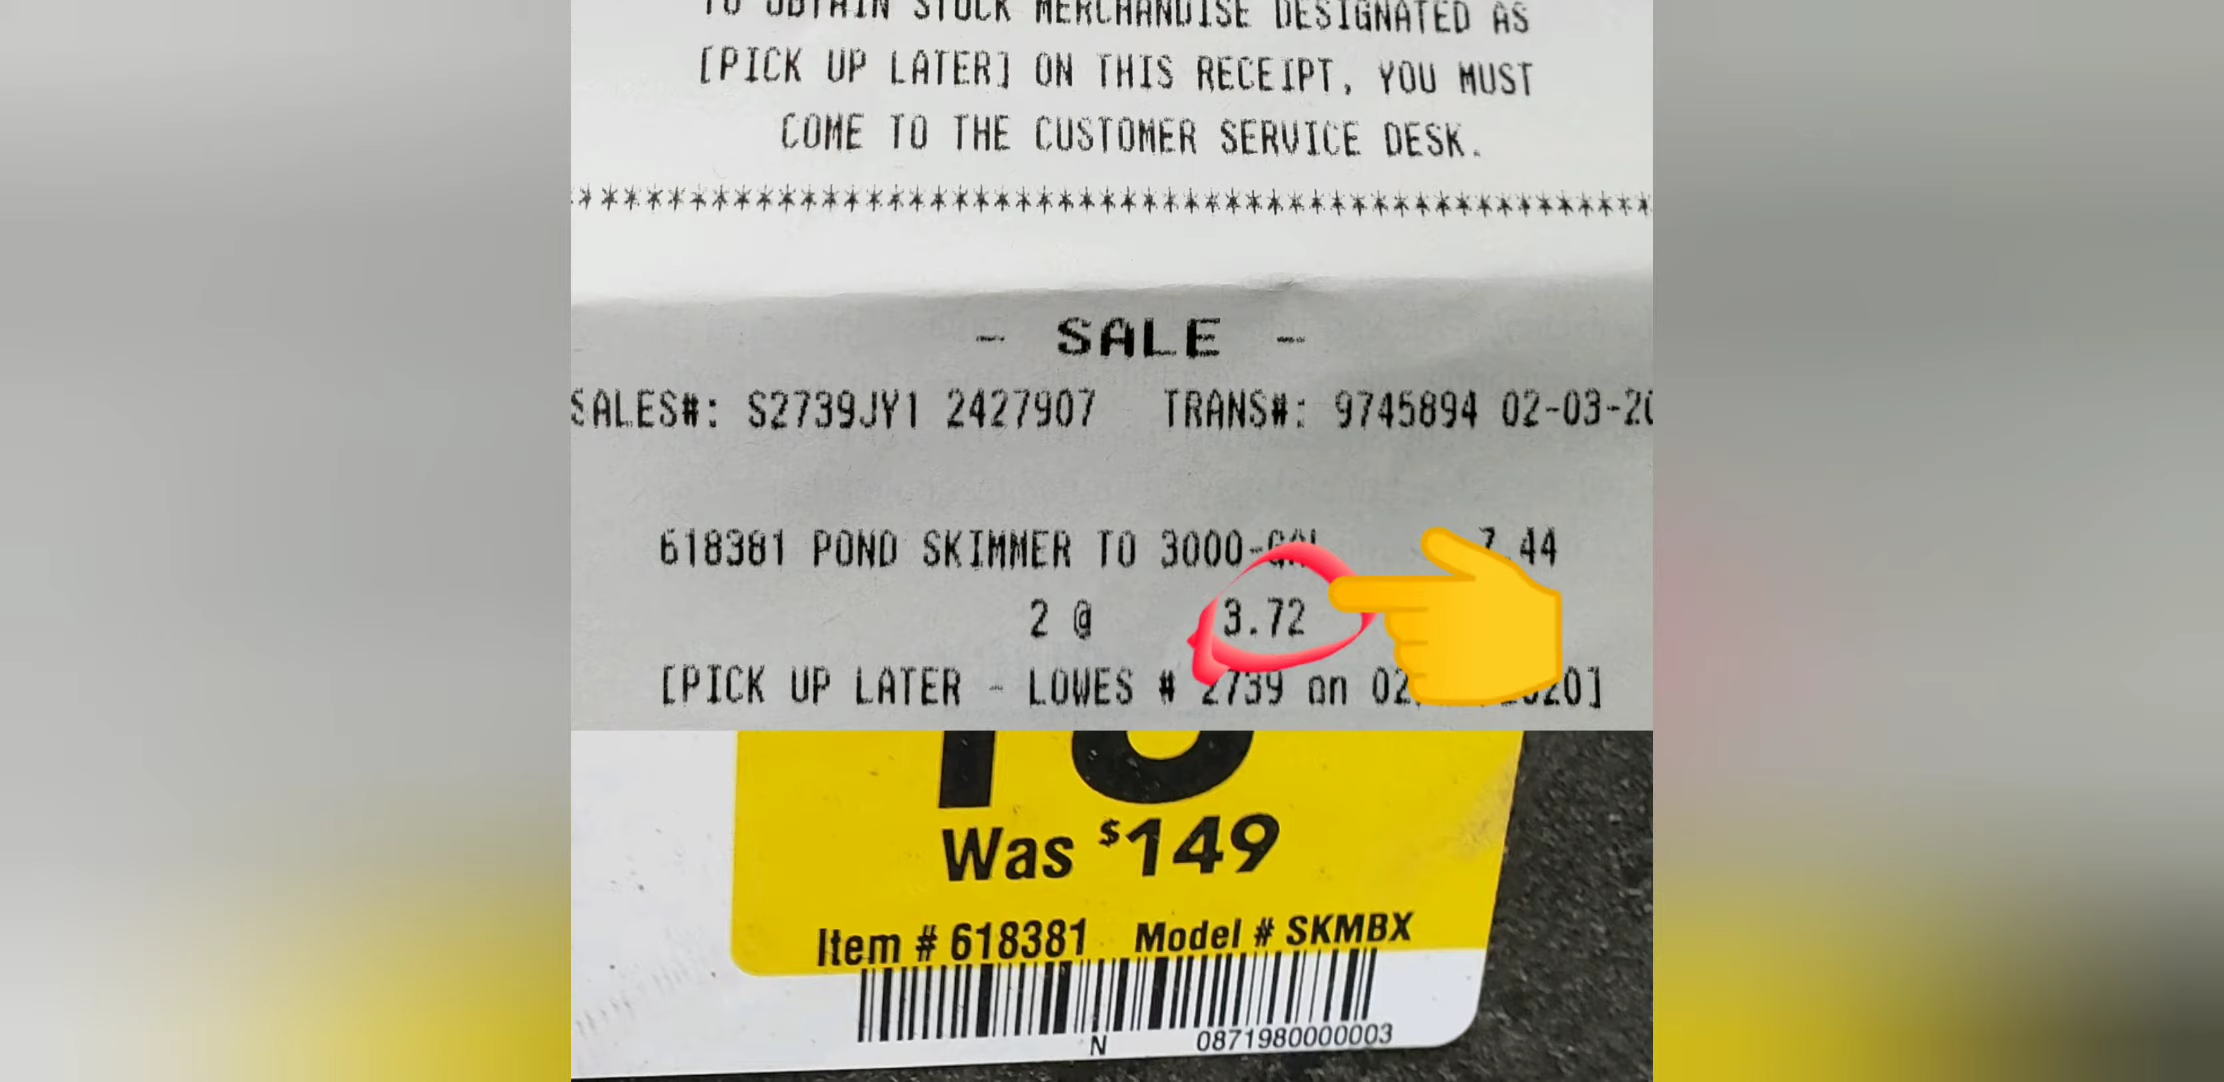 TO OBTAIN STOCK MERCHANDISE DESIGNATED AS
[PICK UP LATER] ON THIS RECEIPT, YOU MUST
COME TO THE CUSTOMER SERVICE DESK.
***************************************************
- SALE -
SALES#: S2739JY1 2427907 TRANS#: 9745894 02-03-20
618381 POND SKIMMER TO 3000-GAL 7.44
2 @ 3.72
[PICK UP LATER - LOWES # 2739 on
Was $149
Item # 618381 Model # SKMBX
N 0871980000003